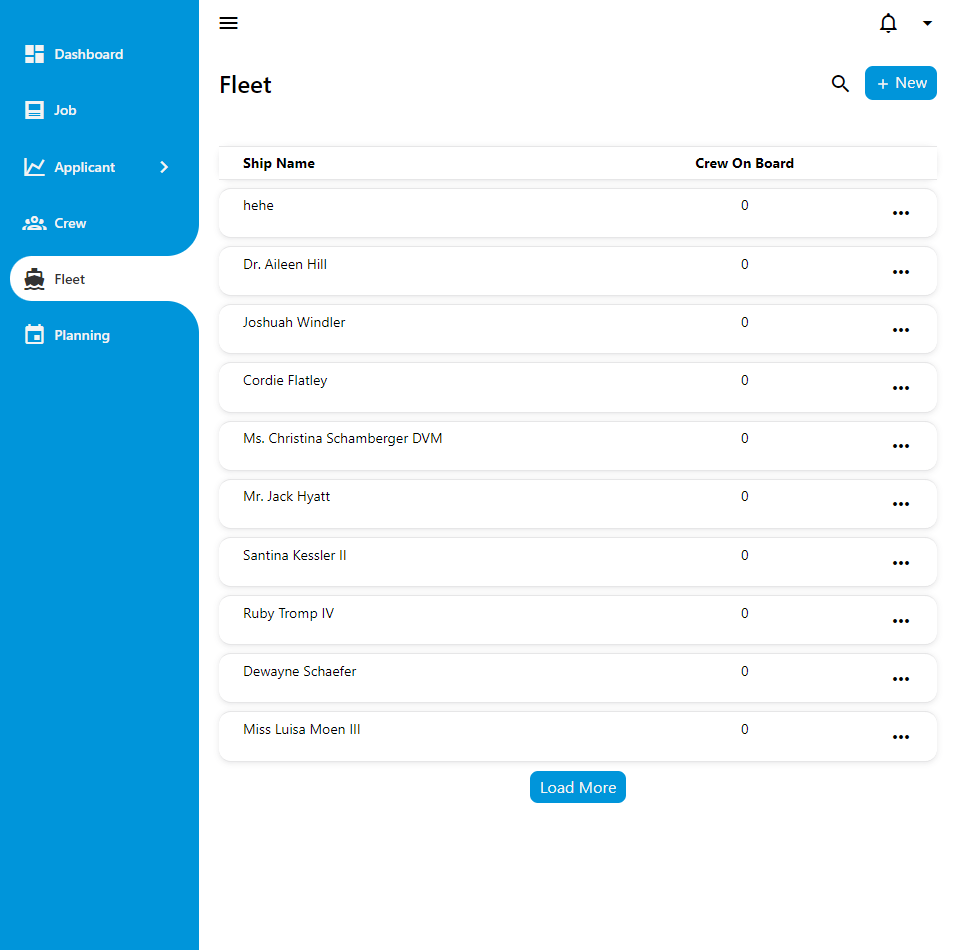 Dashboard
Job
Applicant
Crew
Fleet
Planning
Fleet
+ New
Ship Name Crew On Board
hehe 0
Dr. Aileen Hill 0
Joshuah Windler 0
Cordie Flatley 0
Ms. Christina Schamberger DVM 0
Mr. Jack Hyatt 0
Santina Kessler II 0
Ruby Tromp IV 0
Dewayne Schaefer 0
Miss Luisa Moen III 0
Load More